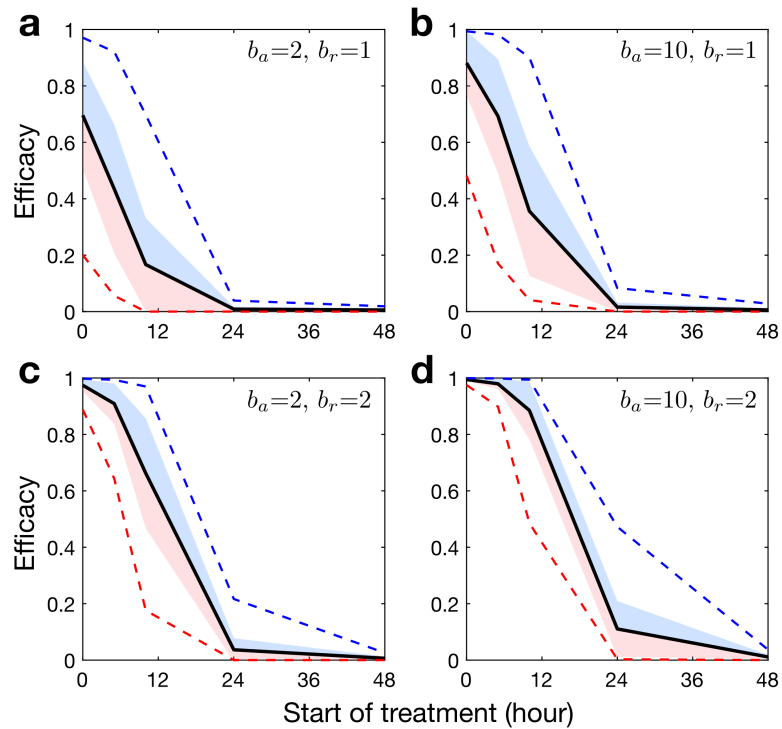 a
b
1
0.8
0.6
0.4
0.2
0
Efficacy
b_a=2, b_r=1
0 12 24 36 48
1
0.8
0.6
0.4
0.2
0
b_a=10, b_r=1
0 12 24 36 48
c
d
1
0.8
0.6
0.4
0.2
0
Efficacy
b_a=2, b_r=2
0 12 24 36 48
1
0.8
0.6
0.4
0.2
0
b_a=10, b_r=2
0 12 24 36 48
Start of treatment (hour)